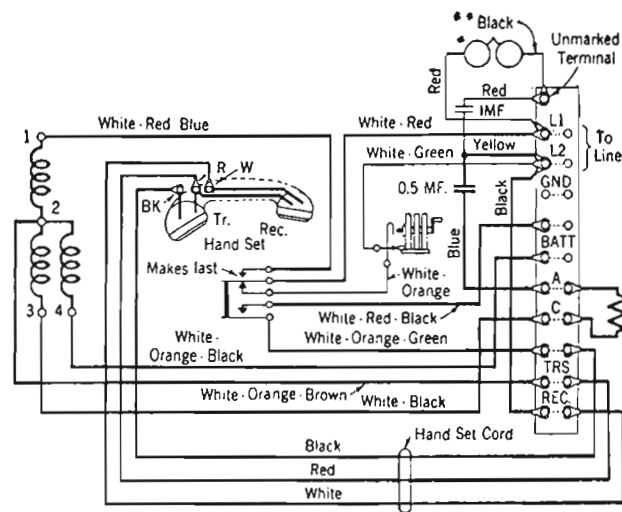 ** Black
*
Unmarked
Terminal
Red
Red
1MF
Black
White-Red Blue
White-Red
L1
To
Line
1
Yellow
L2
White-Green
R
W
GND
BK
0.5 MF.
Black
2
Tr.
Rec.
Hand Set
BATT
Blue
Makes last
White-
Orange
A
3
4
White-Red-Black
C
White-
Orange-Black
White-Orange-Green
TRS
White-Orange-Brown
White-Black
REC.
Black
Hand Set Cord
Red
White